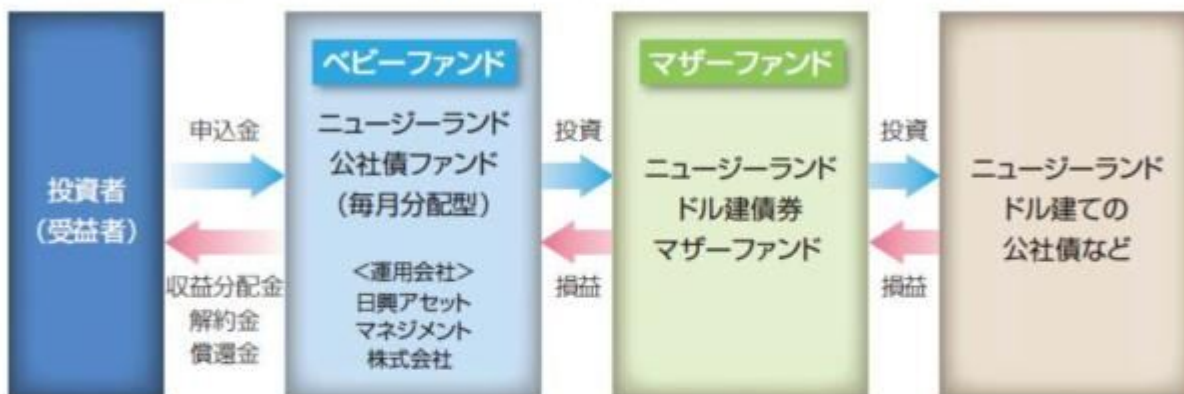 投資者
(受益者)
申込金
収益分配金
解約金
償還金
ベビーファンド
ニュージーランド
公社債ファンド
(毎月分配型)
<運用会社>
日興アセット
マネジメント
株式会社
投資
損益
マザーファンド
ニュージーランド
ドル建債券
マザーファンド
投資
損益
ニュージーランド
ドル建ての
公社債など